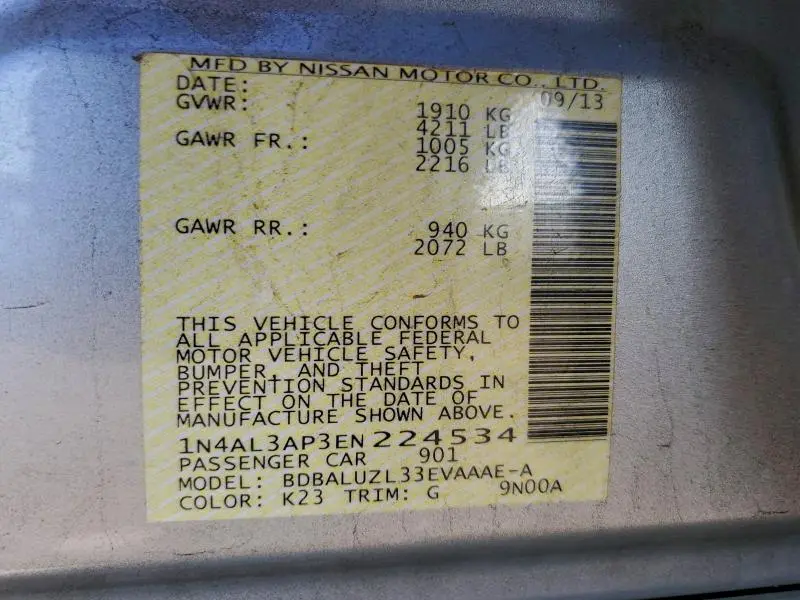 MFD BY NISSAN MOTOR CO., LTD.
DATE: 09/13
GVWR: 1910 KG
4211 LB
GAWR FR.: 1005 KG
2216 LB
GAWR RR.: 940 KG
2072 LB
THIS VEHICLE CONFORMS TO
ALL APPLICABLE FEDERAL
MOTOR VEHICLE SAFETY,
BUMPER, AND THEFT
PREVENTION STANDARDS IN
EFFECT ON THE DATE OF
MANUFACTURE SHOWN ABOVE.
1N4AL3AP3EN224534
PASSENGER CAR 901
MODEL: BDBALUZL33EVAAAE-A
COLOR: K23 TRIM: G 9N00A